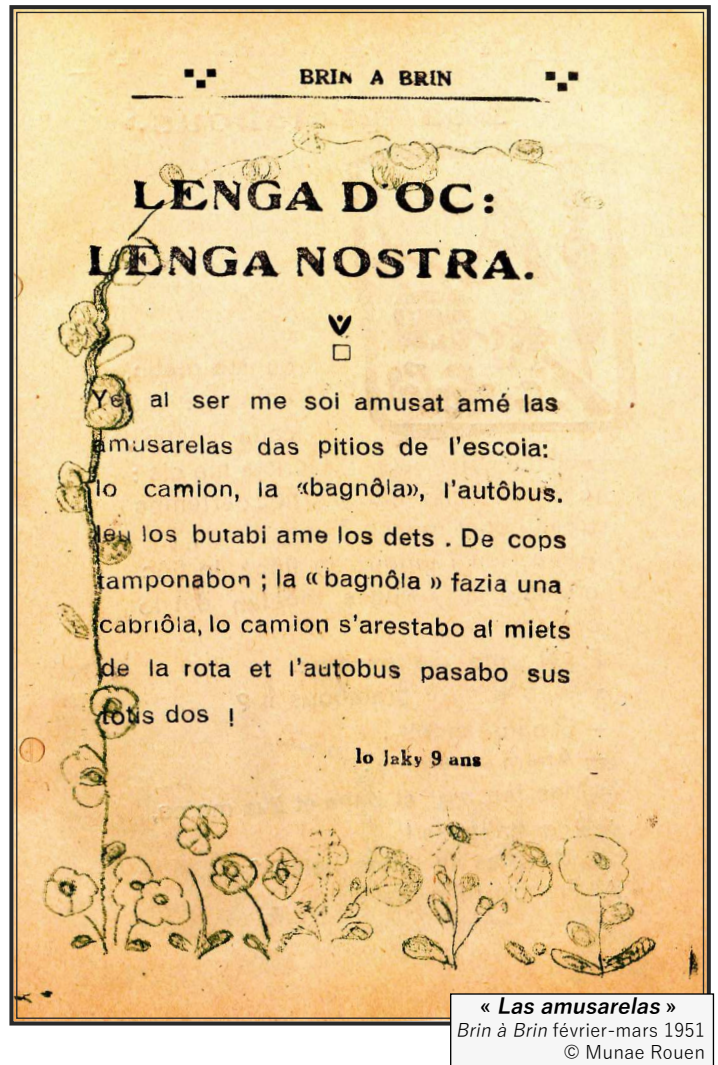 BRIN A BRIN
LENGA D'OC:
LENGA NOSTRA.
Yer al ser me soi amusat amé las
amusarelas das pitios de l'escola:
lo camion, la «bagnôla», l'autôbus.
Ieu los butabi ame los dets . De cops
tamponabon ; la « bagnôla » fazia una
cabriôla, lo camion s'arestabo al miets
de la rota et l'autobus pasabo sus
totis dos !
lo Jaky 9 ans
« Las amusarelas »
Brin à Brin février-mars 1951
© Munae Rouen